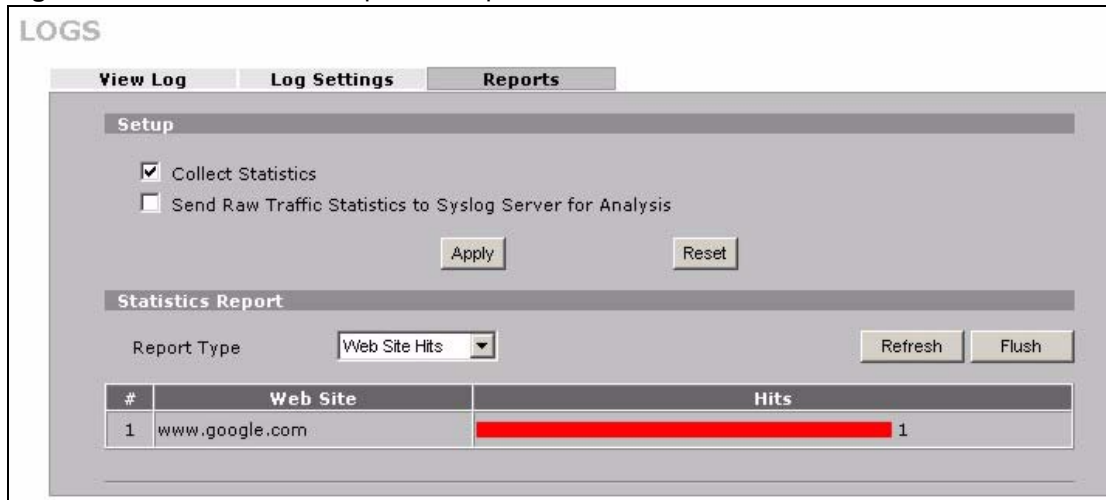 LOGS
View Log Log Settings Reports
Setup
Collect Statistics
Send Raw Traffic Statistics to Syslog Server for Analysis
Apply Reset
Statistics Report
Report Type Web Site Hits Refresh Flush
# Web Site Hits
1 www.google.com 1